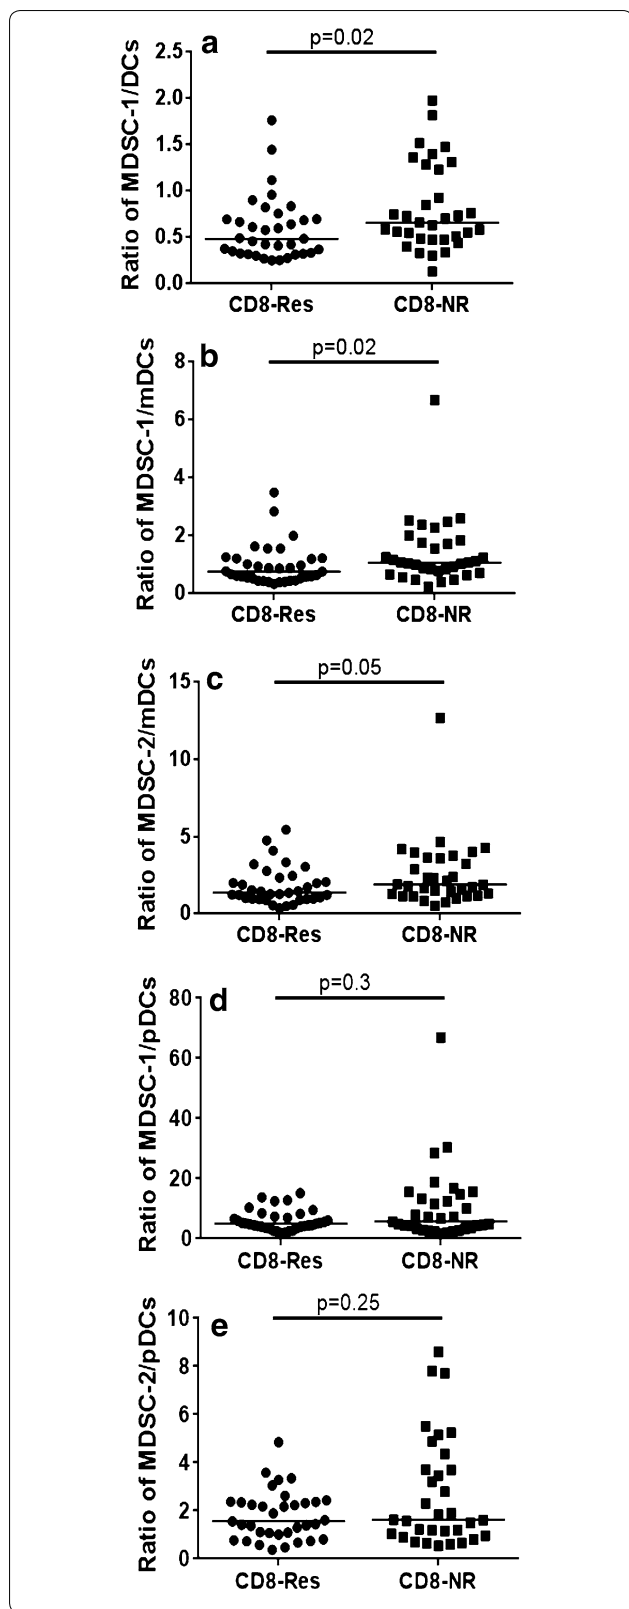 a
p=0.02
Ratio of MDSC-1/DCs
2.5
2.0
1.5
1.0
0.5
0.0
CD8-Res CD8-NR
b
p=0.02
Ratio of MDSC-1/mDCs
8
6
4
2
0
CD8-Res CD8-NR
c
p=0.05
Ratio of MDSC-2/mDCs
15
10
5
0
CD8-Res CD8-NR
d
p=0.3
Ratio of MDSC-1/pDCs
80
60
40
20
0
CD8-Res CD8-NR
e
p=0.25
Ratio of MDSC-2/pDCs
10
8
6
4
2
0
CD8-Res CD8-NR